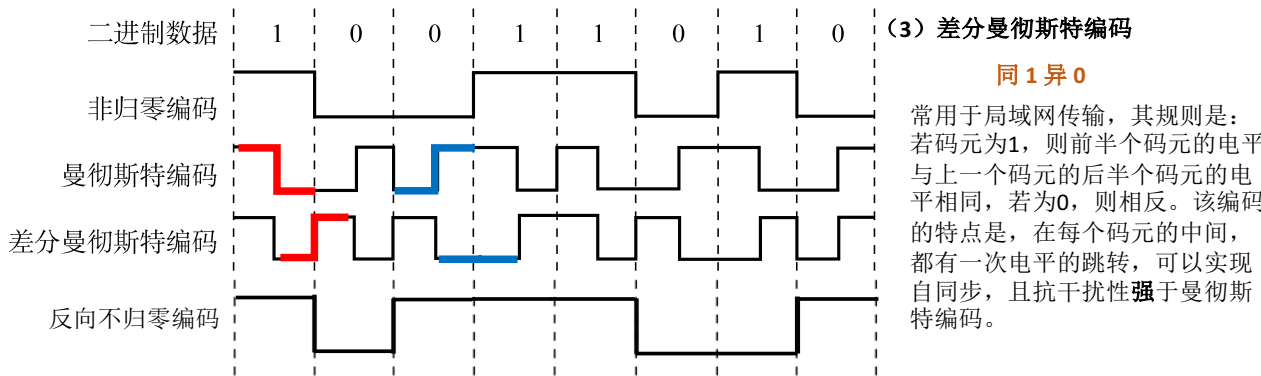 二进制数据 1 0 0 1 1 0 1 0
非归零编码
曼彻斯特编码
差分曼彻斯特编码
反向不归零编码
（3）差分曼彻斯特编码
同 1 异 0
常用于局域网传输，其规则是：
若码元为1，则前半个码元的电平
与上一个码元的后半个码元的电
平相同，若为0，则相反。该编码
的特点是，在每个码元的中间，
都有一次电平的跳转，可以实现
自同步，且抗干扰性强于曼彻斯
特编码。